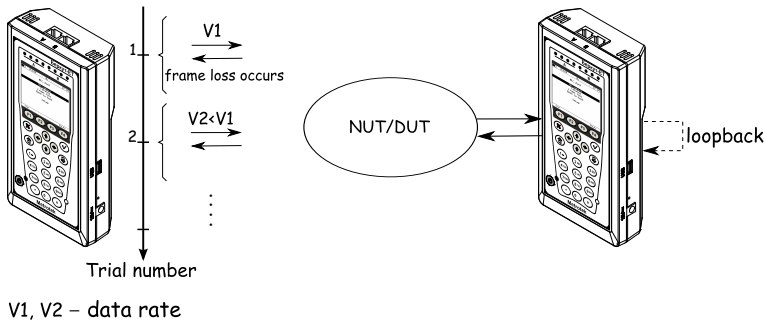 V1
1
frame loss occurs
V2<V1
2
NUT/DUT
loopback
Trial number
V1, V2 – data rate